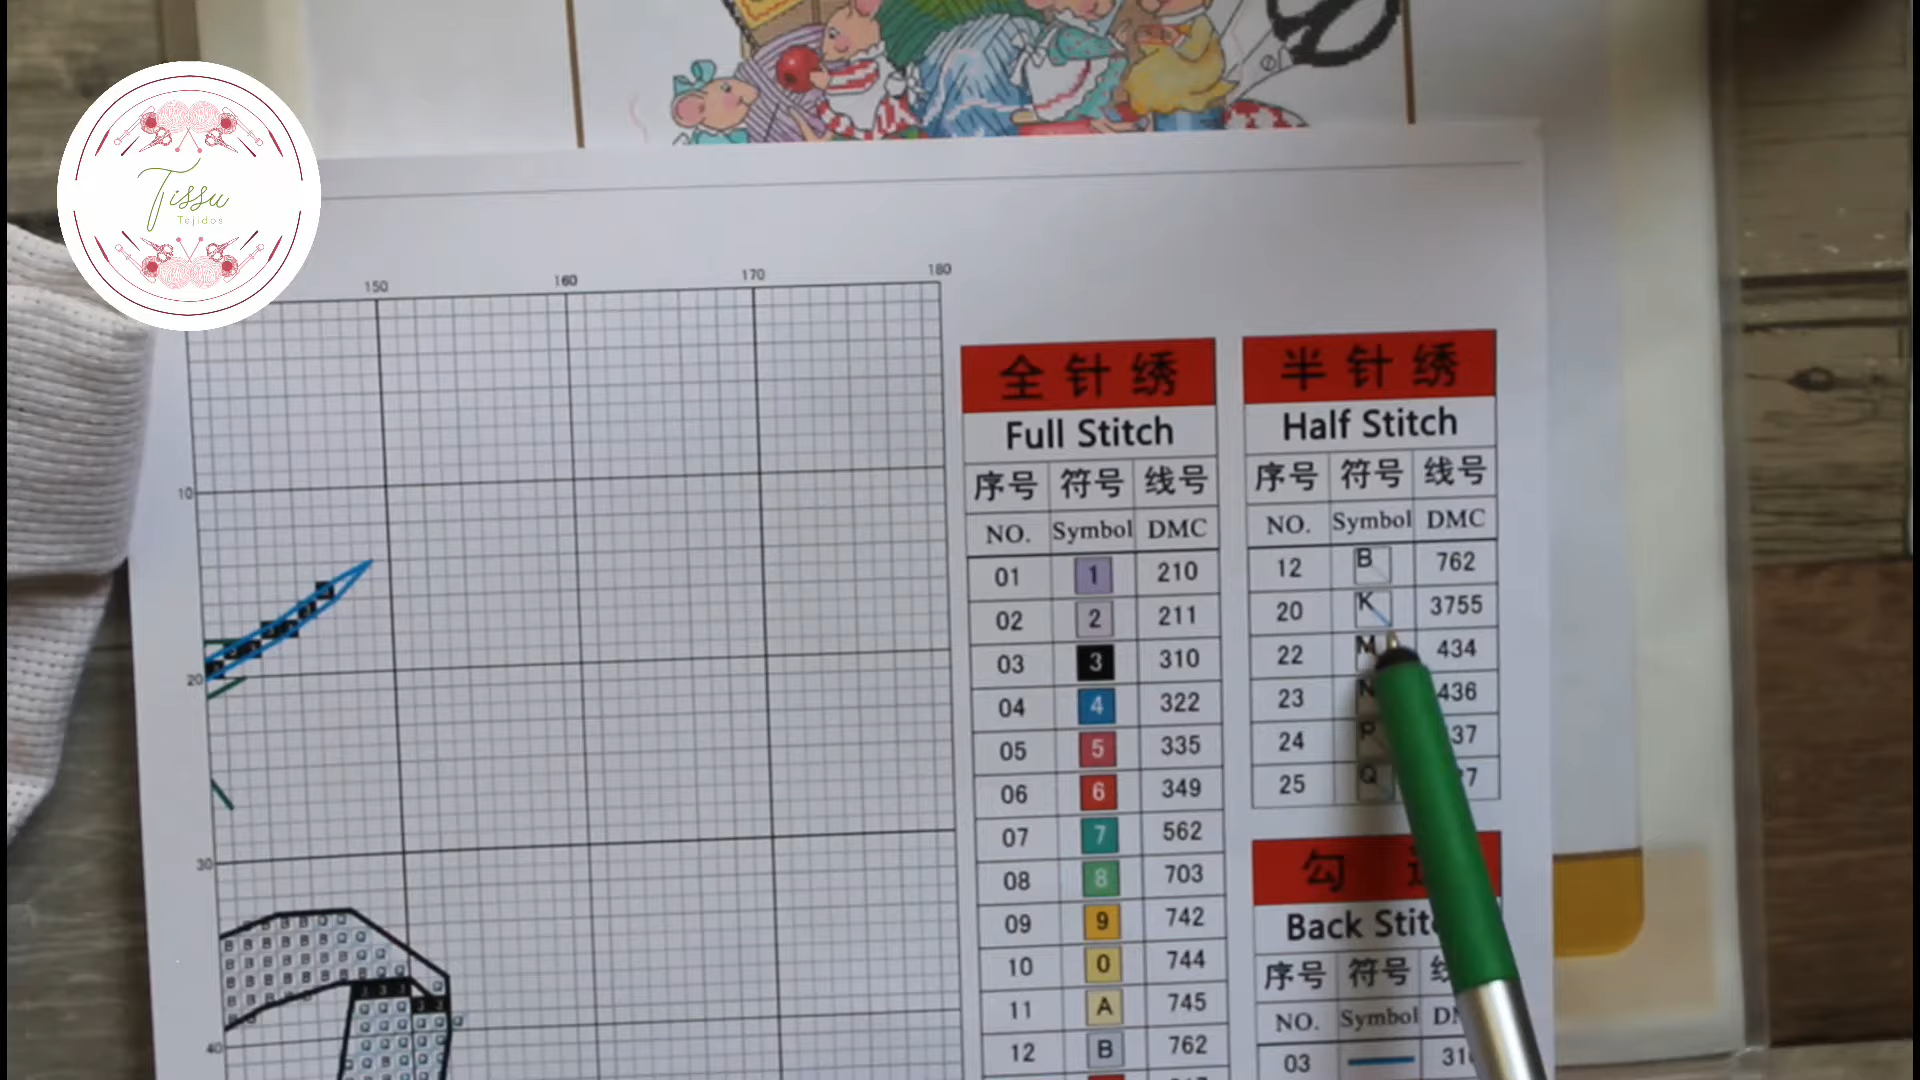 Tissu
Tejidos
150 160 170 180
10
20
30
40
全针绣
Full Stitch
序号 符号 线号
NO. Symbol DMC
01 1 210
02 2 211
03 3 310
04 4 322
05 5 335
06 6 349
07 7 562
08 8 703
09 9 742
10 0 744
11 A 745
12 B 762
半针绣
Half Stitch
序号 符号 线号
NO. Symbol DMC
12 B 762
20 K 3755
22 M 434
23 N 436
24 P
25 Q
勾
Back
序号 符号
NO. Symbol
03